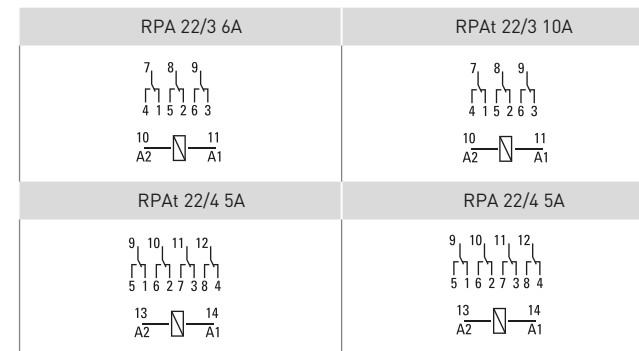 RPA 22/3 6A
RPAt 22/3 10A
7 8 9
7 8 9
4 1 5 2 6 3
4 1 5 2 6 3
10 11
10 11
A2 A1
A2 A1
RPAt 22/4 5A
RPA 22/4 5A
9 10 11 12
9 10 11 12
5 1 6 2 7 3 8 4
5 1 6 2 7 3 8 4
13 14
13 14
A2 A1
A2 A1